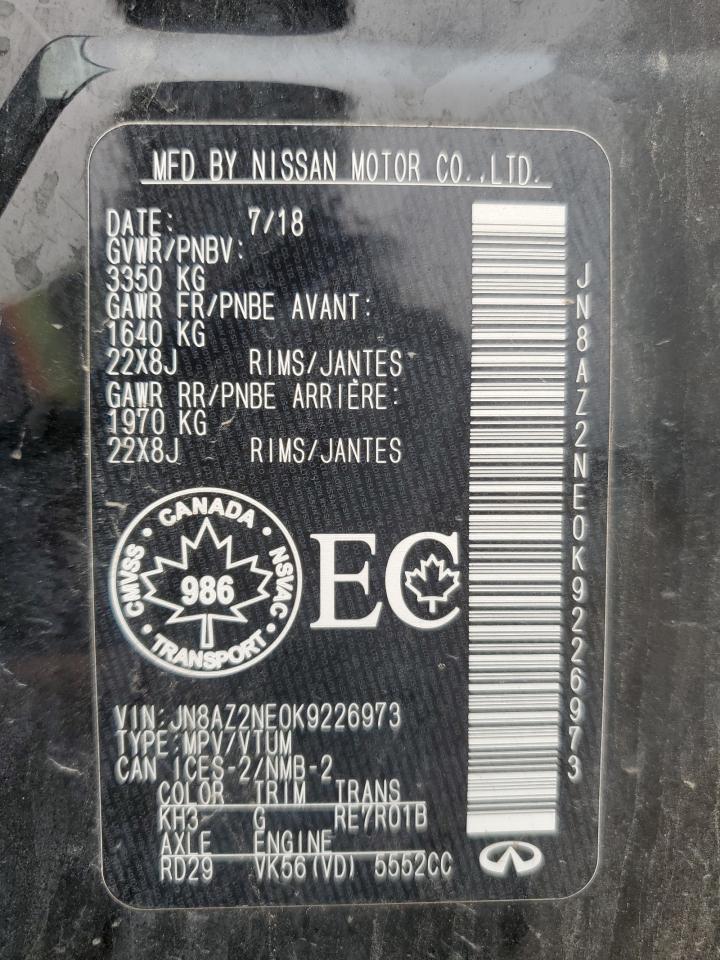 MFD BY NISSAN MOTOR CO.,LTD.
DATE: 7/18
GVWR/PNBV:
3350 KG
GAWR FR/PNBE AVANT:
1640 KG
22X8J RIMS/JANTES
GAWR RR/PNBE ARRIÈRE:
1970 KG
22X8J RIMS/JANTES
JN8AZ2NE0K9226973
CANADA
CMVSS NSVAC
986
TRANSPORT
EC
VIN:JN8AZ2NE0K9226973
TYPE:MPV/VTUM
CAN ICES-2/NMB-2
COLOR TRIM TRANS
KH3 G RE7R01B
AXLE ENGINE
RD29 VK56(VD) 5552CC